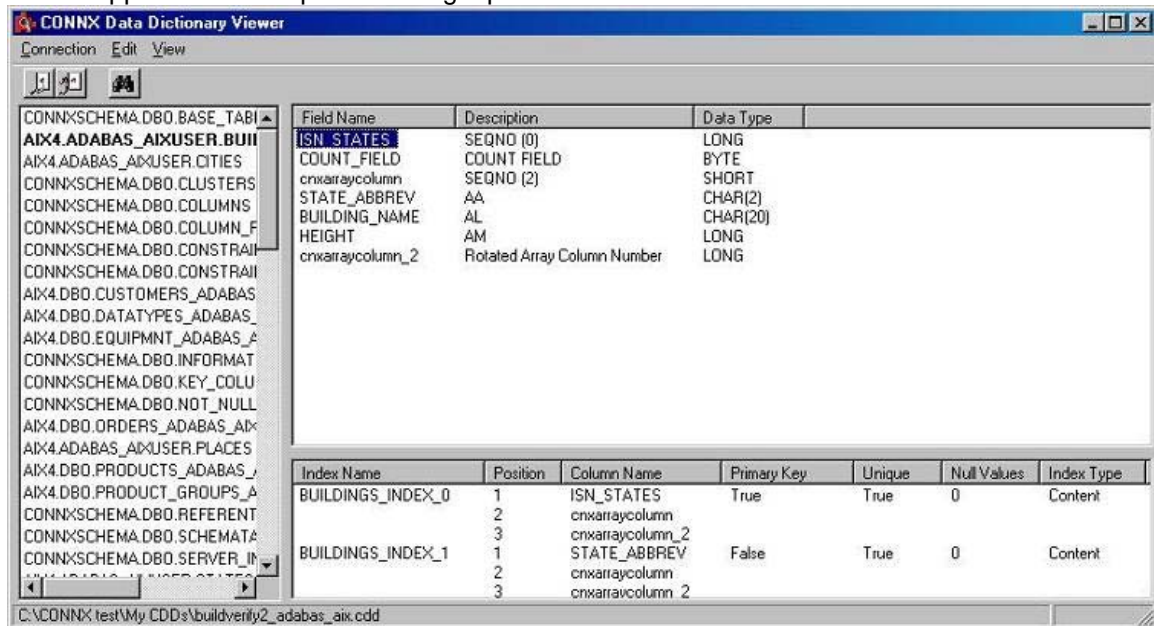 CONNX Data Dictionary Viewer
Connection Edit View
CONNXSCHEMA.DBO.BASE_TABI
AIX4.ADABAS_AIXUSER.BUII
AIX4.ADABAS_AIXUSER.CITIES
CONNXSCHEMA.DBO.CLUSTERS
CONNXSCHEMA.DBO.COLUMNS
CONNXSCHEMA.DBO.COLUMN_F
CONNXSCHEMA.DBO.CONSTRAII
CONNXSCHEMA.DBO.CONSTRAII
AIX4.DBO.CUSTOMERS_ADABAS
AIX4.DBO.DATATYPES_ADABAS_
AIX4.DBO.EQUIPMNT_ADABAS_A
CONNXSCHEMA.DBO.INFORMAT
CONNXSCHEMA.DBO.KEY_COLU
CONNXSCHEMA.DBO.NOT_NULL
AIX4.DBO.ORDERS_ADABAS_AIX
AIX4.ADABAS_AIXUSER.PLACES
AIX4.DBO.PRODUCTS_ADABAS_A
AIX4.DBO.PRODUCT_GROUPS_A
CONNXSCHEMA.DBO.REFERENT
CONNXSCHEMA.DBO.SCHEMATA
CONNXSCHEMA.DBO.SERVER_IN
Field Name Description Data Type
ISN_STATES SEQNO (0) LONG
COUNT_FIELD COUNT FIELD BYTE
cnxarraycolumn SEQNO (2) SHORT
STATE_ABBREV AA CHAR(2)
BUILDING_NAME AL CHAR(20)
HEIGHT AM LONG
cnxarraycolumn_2 Rotated Array Column Number LONG
Index Name Position Column Name Primary Key Unique Null Values Index Type
BUILDINGS_INDEX_0 1 ISN_STATES True True 0 Content
2 cnxarraycolumn
3 cnxarraycolumn_2
BUILDINGS_INDEX_1 1 STATE_ABBREV False True 0 Content
2 cnxarraycolumn
3 cnxarraycolumn_2
C:\CONNX test\My CDDs\buildverify2_adabas_aix.cdd